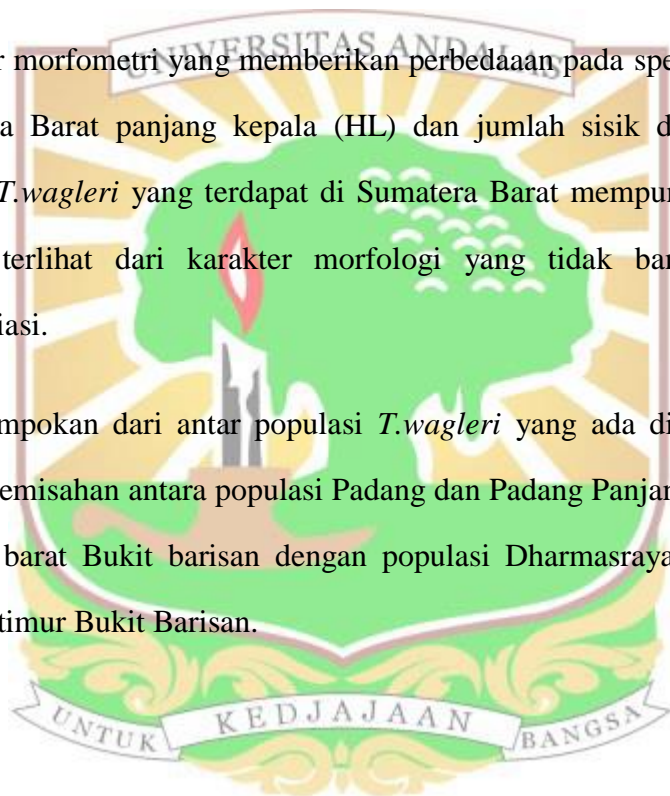 UNIVERSITAS ANDALAS
r morfometri yang memberikan perbedaaan pada spe
a Barat panjang kepala (HL) dan jumlah sisik d
T.wagleri yang terdapat di Sumatera Barat mempu
terlihat dari karakter morfologi yang tidak ba
iasi.
mpokan dari antar populasi T.wagleri yang ada di
emisahan antara populasi Padang dan Padang Panja
barat Bukit barisan dengan populasi Dharmasraya
timur Bukit Barisan.
UNTUK KEDJAJAAN BANGSA